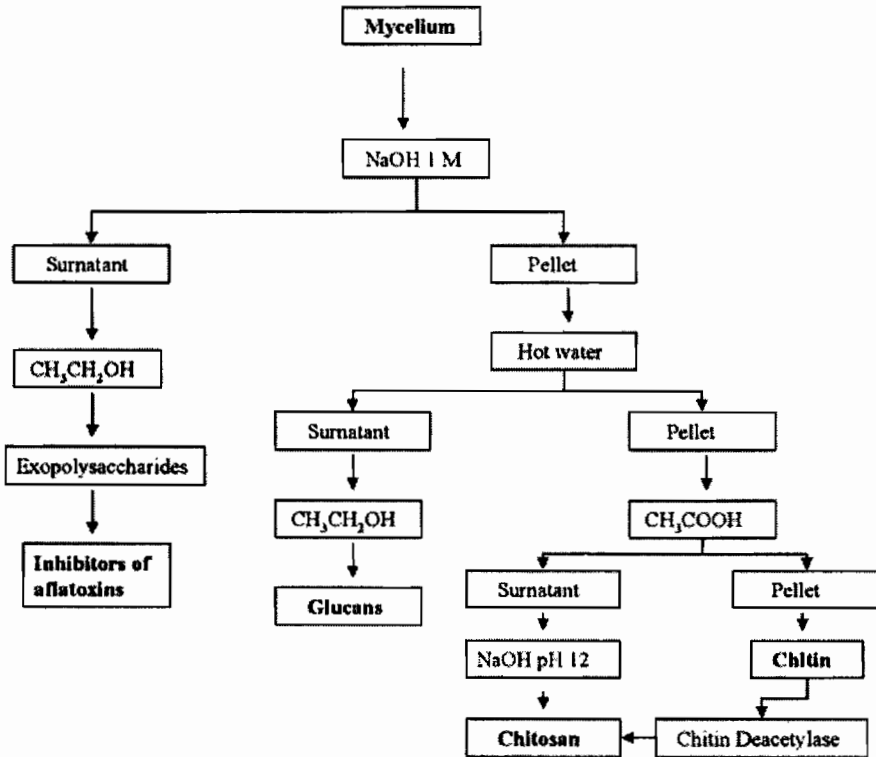 Mycelium
NaOH 1 M
Surnatant
Pellet
CH₃CH₂OH
Hot water
Exopolysaccharides
Surnatant
Pellet
Inhibitors of
aflatoxins
CH₃CH₂OH
CH₃COOH
Glucans
Surnatant
Pellet
NaOH pH 12
Chitin
Chitosan
Chitin Deacetylase